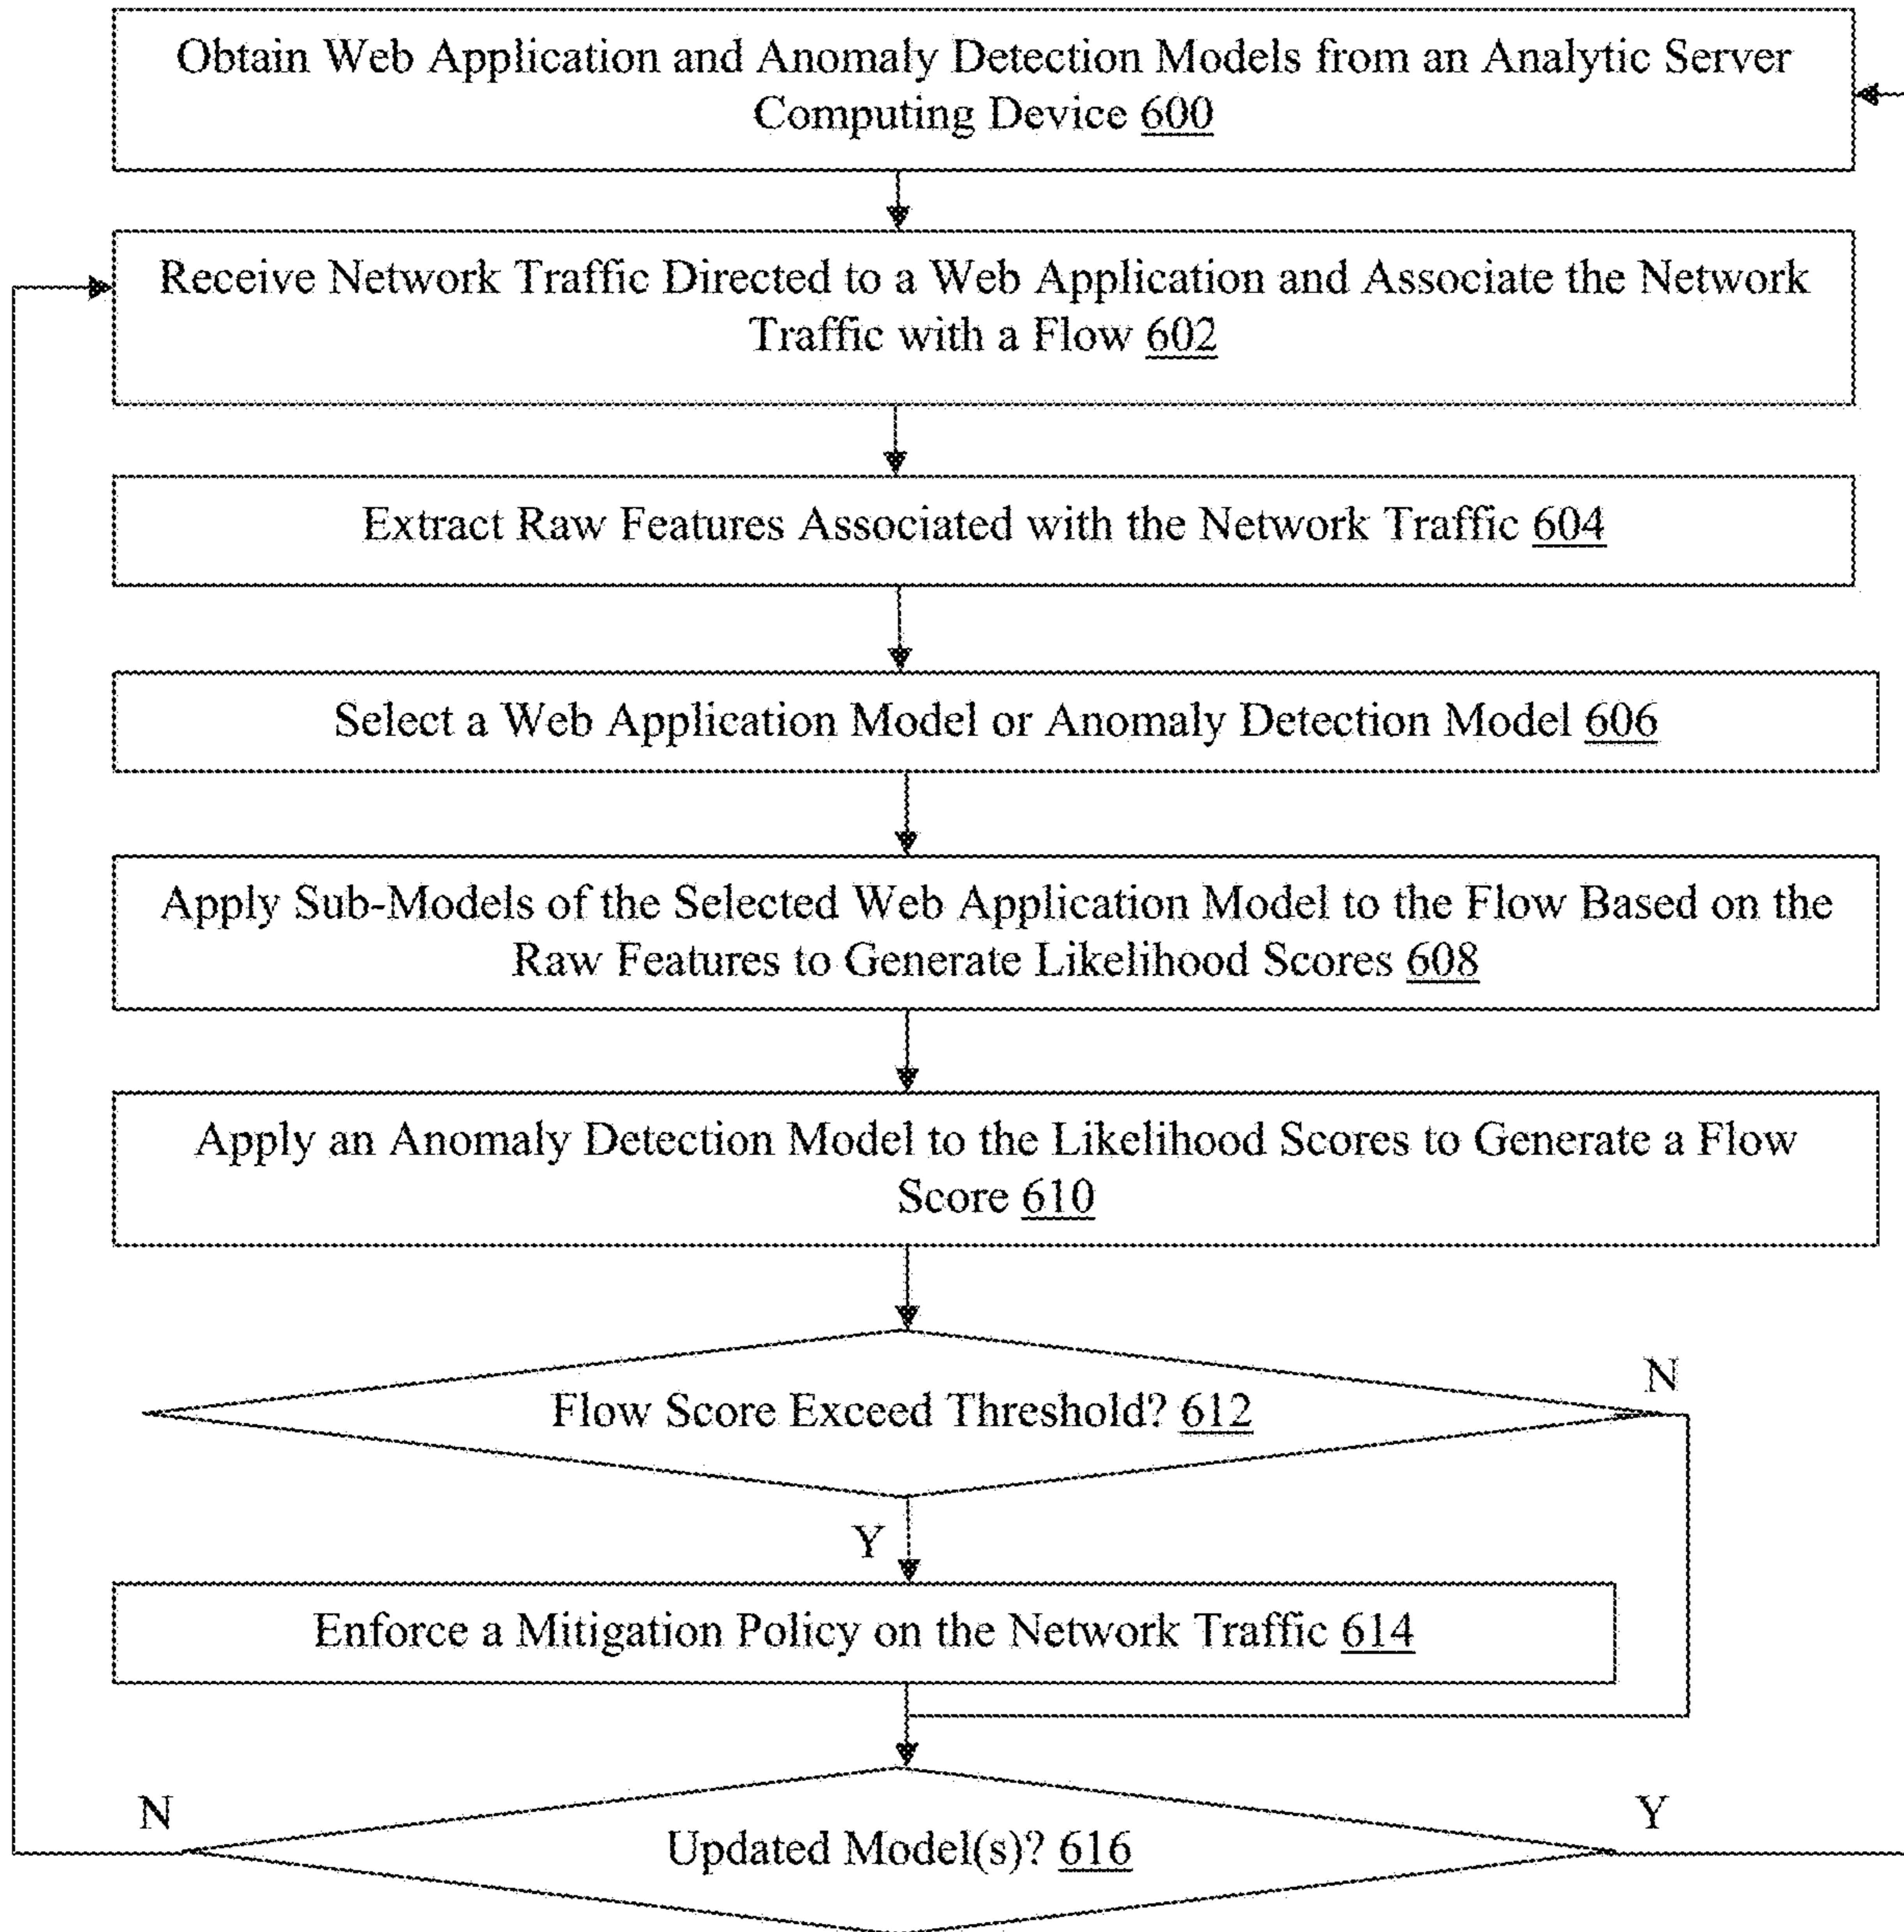 Obtain Web Application and Anomaly Detection Models from an Analytic Server
Computing Device 600
Receive Network Traffic Directed to a Web Application and Associate the Network
Traffic with a Flow 602
Extract Raw Features Associated with the Network Traffic 604
Select a Web Application Model or Anomaly Detection Model 606
Apply Sub-Models of the Selected Web Application Model to the Flow Based on the
Raw Features to Generate Likelihood Scores 608
Apply an Anomaly Detection Model to the Likelihood Scores to Generate a Flow
Score 610
N
Flow Score Exceed Threshold? 612
Y
Enforce a Mitigation Policy on the Network Traffic 614
N
Y
Updated Model(s)? 616